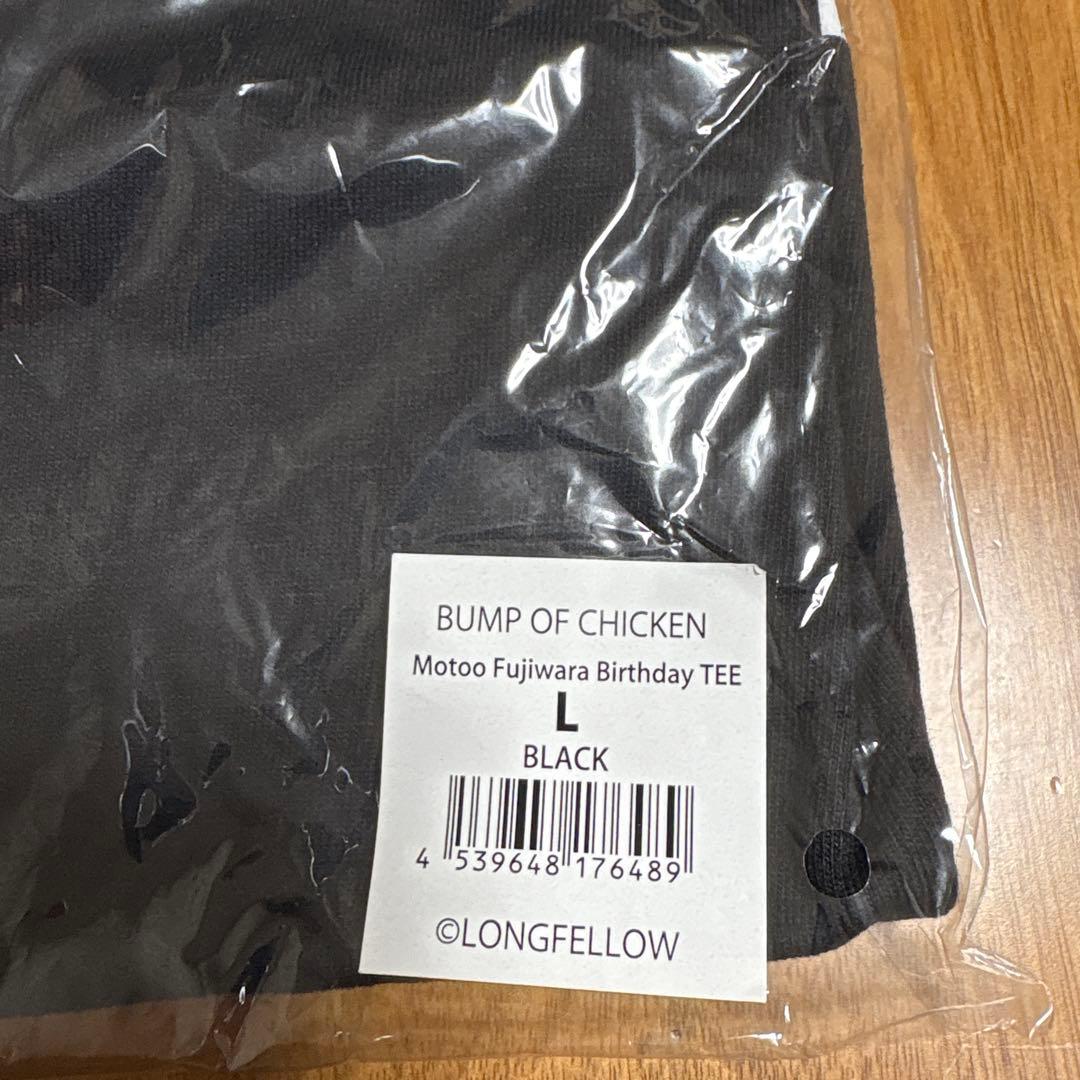 BUMP OF CHICKEN
Motoo Fujiwara Birthday TEE
L
BLACK
4 539648 176489
©LONGFELLOW